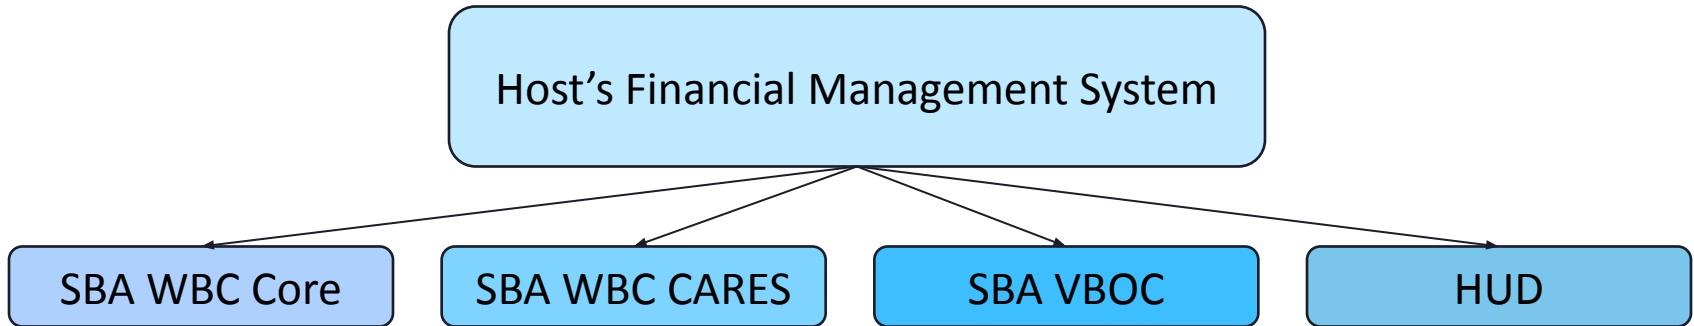 Host’s Financial Management System
SBA WBC Core
SBA WBC CARES
SBA VBOC
HUD